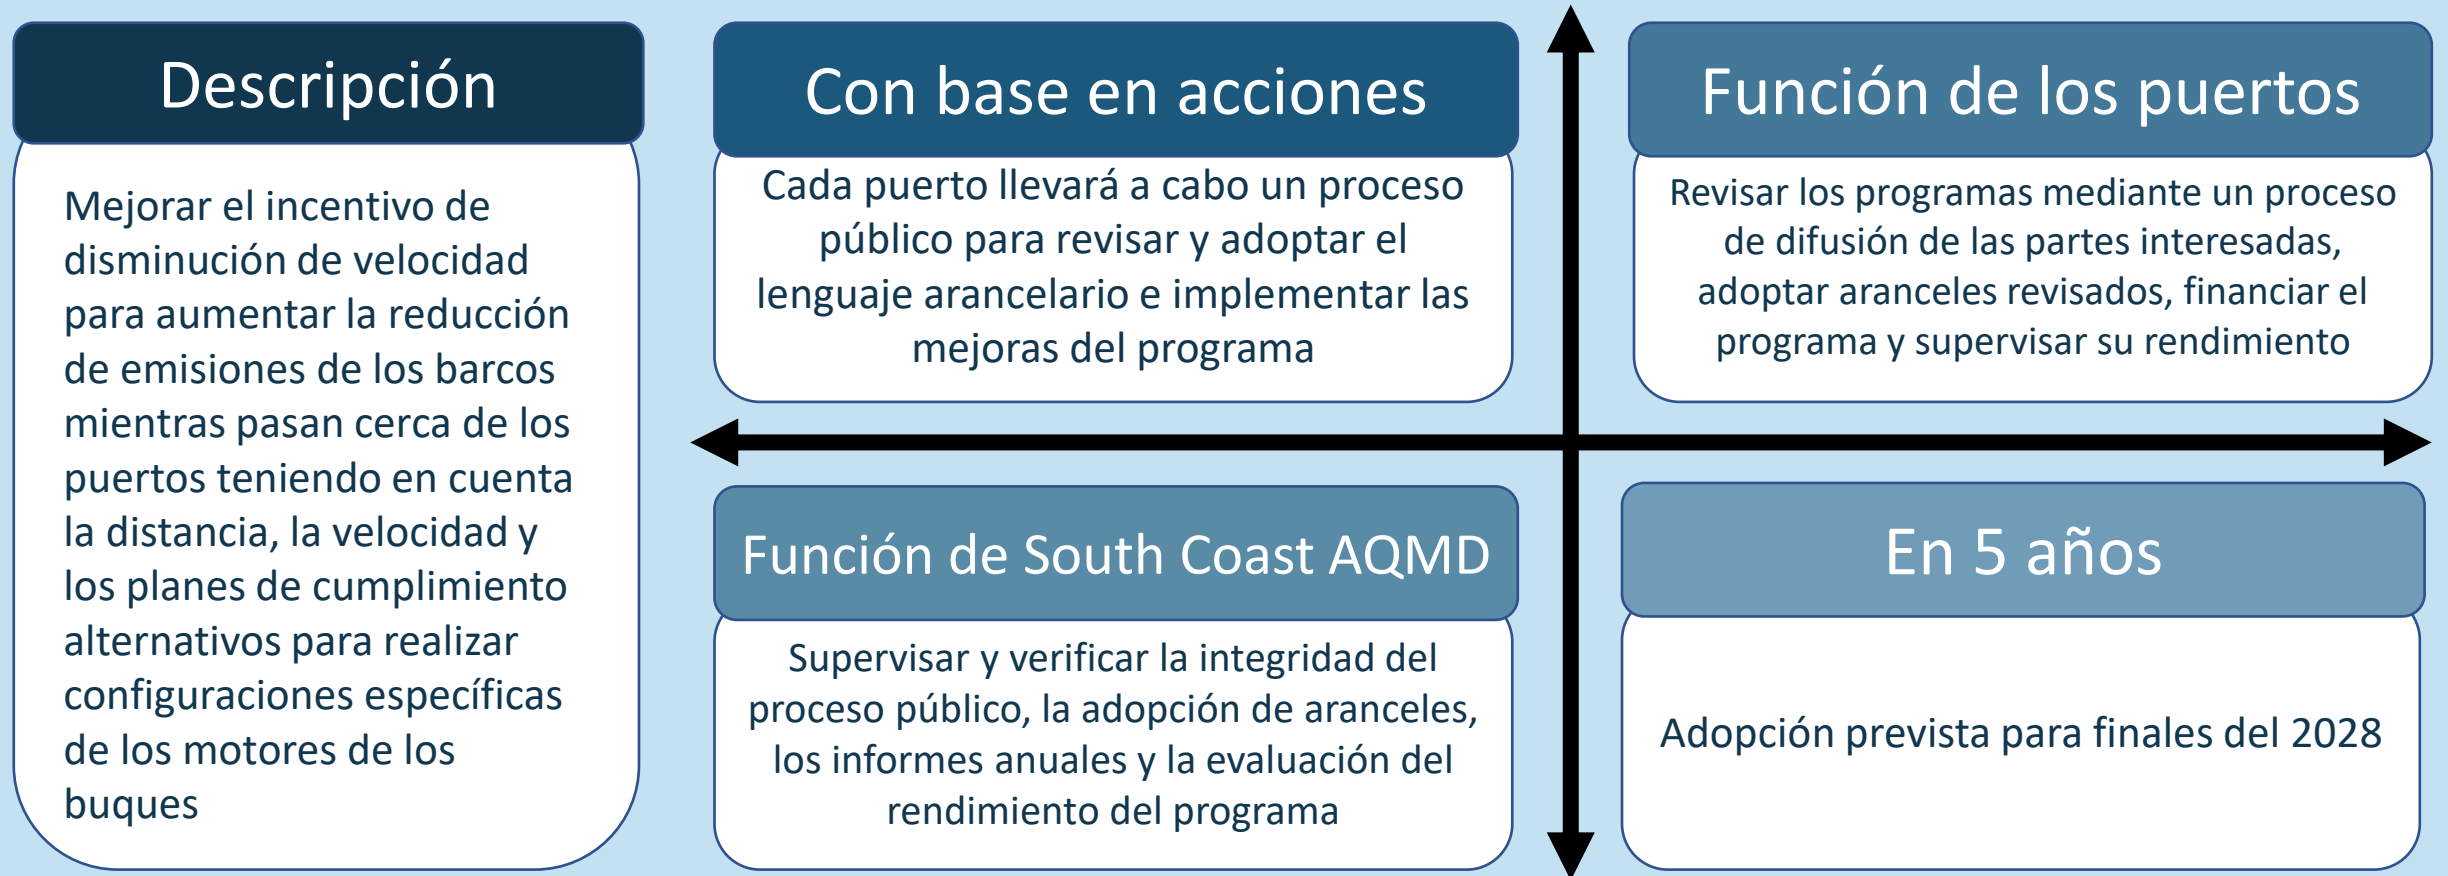 Descripción
Mejorar el incentivo de
disminución de velocidad
para aumentar la reducción
de emisiones de los barcos
mientras pasan cerca de los
puertos teniendo en cuenta
la distancia, la velocidad y
los planes de cumplimiento
alternativos para realizar
configuraciones específicas
de los motores de los
buques
Con base en acciones
Cada puerto llevará a cabo un proceso
público para revisar y adoptar el
lenguaje arancelario e implementar las
mejoras del programa
Función de los puertos
Revisar los programas mediante un proceso
de difusión de las partes interesadas,
adoptar aranceles revisados, financiar el
programa y supervisar su rendimiento
Función de South Coast AQMD
Supervisar y verificar la integridad del
proceso público, la adopción de aranceles,
los informes anuales y la evaluación del
rendimiento del programa
En 5 años
Adopción prevista para finales del 2028